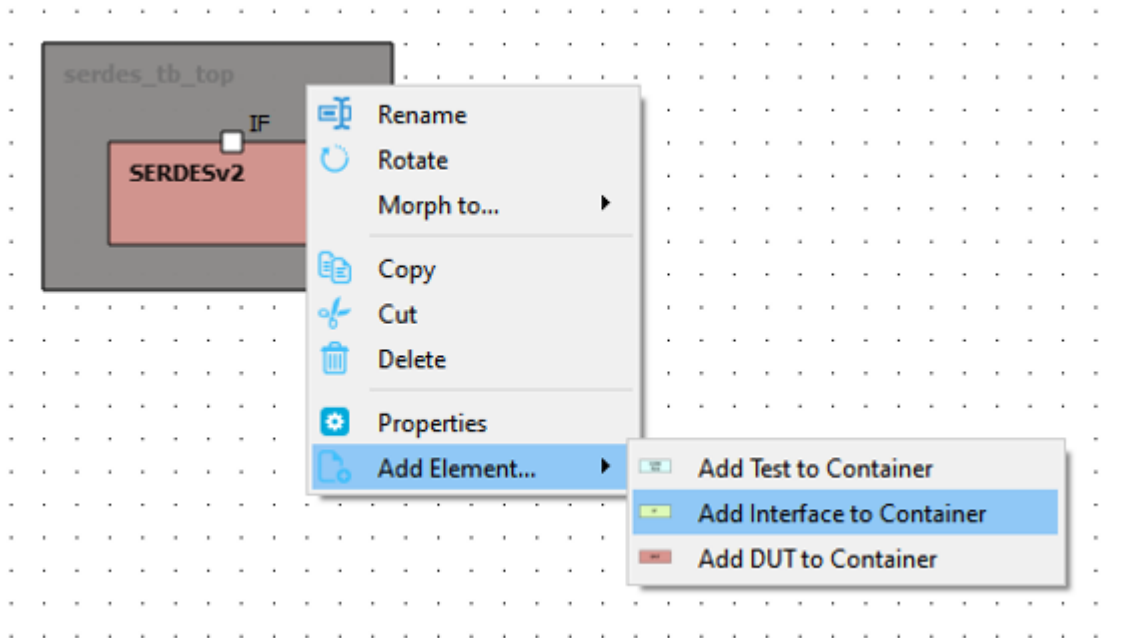 serdes_tb_top
IF
SERDESv2
Rename
Rotate
Morph to...
Copy
Cut
Delete
Properties
Add Element...
Add Test to Container
Add Interface to Container
Add DUT to Container